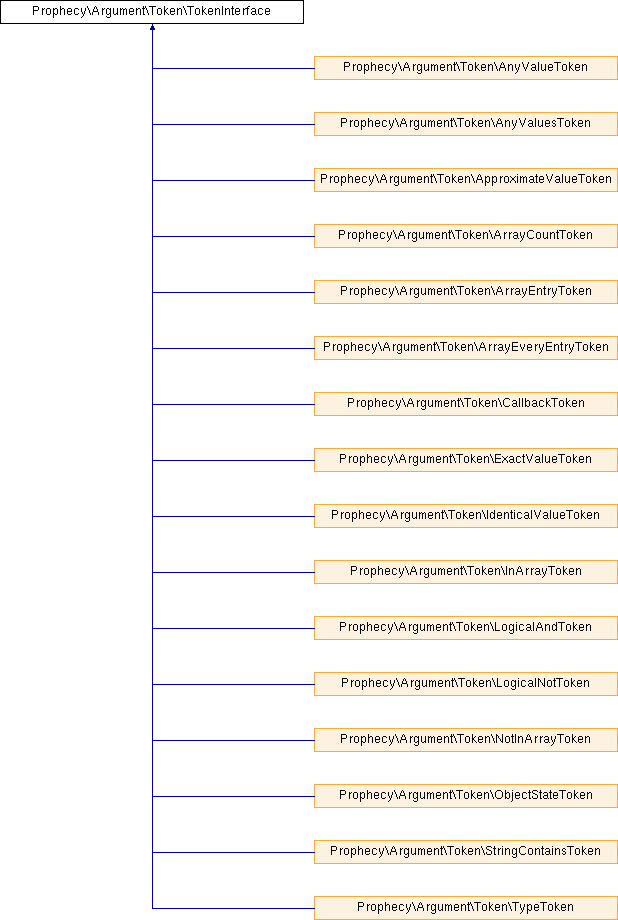 Prophecy\Argument\Token\TokenInterface
Prophecy\Argument\Token\AnyValueToken
Prophecy\Argument\Token\AnyValuesToken
Prophecy\Argument\Token\ApproximateValueToken
Prophecy\Argument\Token\ArrayCountToken
Prophecy\Argument\Token\ArrayEntryToken
Prophecy\Argument\Token\ArrayEveryEntryToken
Prophecy\Argument\Token\CallbackToken
Prophecy\Argument\Token\ExactValueToken
Prophecy\Argument\Token\IdenticalValueToken
Prophecy\Argument\Token\InArrayToken
Prophecy\Argument\Token\LogicalAndToken
Prophecy\Argument\Token\LogicalNotToken
Prophecy\Argument\Token\NotInArrayToken
Prophecy\Argument\Token\ObjectStateToken
Prophecy\Argument\Token\StringContainsToken
Prophecy\Argument\Token\TypeToken